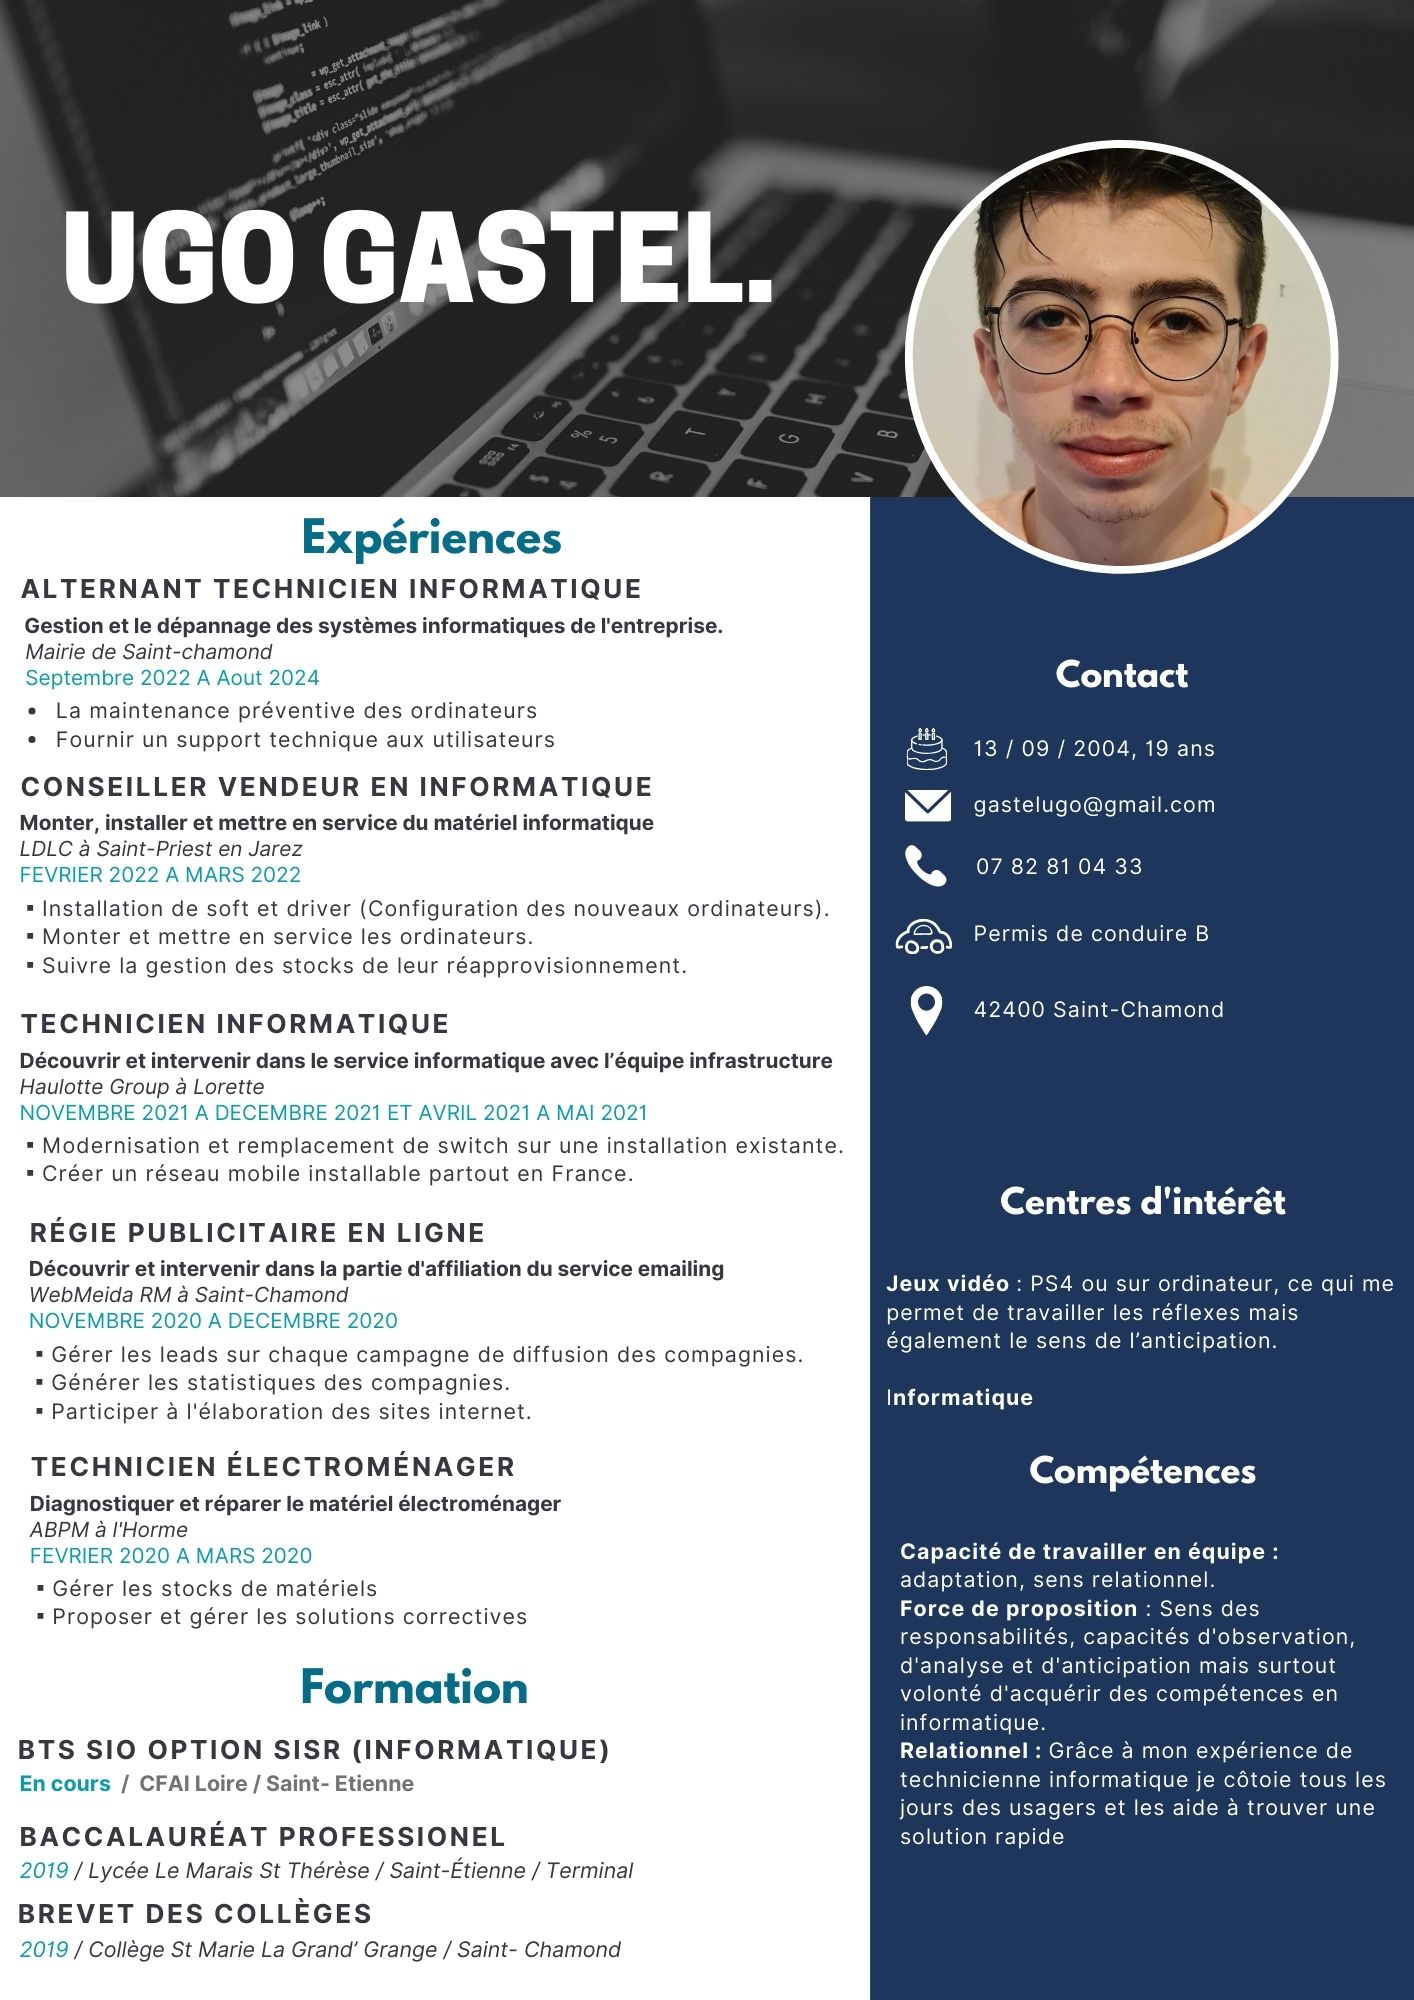 UGO GASTEL.
Expériences
ALTERNANT TECHNICIEN INFORMATIQUE
Gestion et le dépannage des systèmes informatiques de l'entreprise.
Mairie de Saint-chamond
Septembre 2022 A Aout 2024
• La maintenance préventive des ordinateurs
• Fournir un support technique aux utilisateurs
CONSEILLER VENDEUR EN INFORMATIQUE
Monter, installer et mettre en service du matériel informatique
LDLC à Saint-Priest en Jarez
FEVRIER 2022 A MARS 2022
▪ Installation de soft et driver (Configuration des nouveaux ordinateurs).
▪ Monter et mettre en service les ordinateurs.
▪ Suivre la gestion des stocks de leur réapprovisionnement.
TECHNICIEN INFORMATIQUE
Découvrir et intervenir dans le service informatique avec l’équipe infrastructure
Haulotte Group à Lorette
NOVEMBRE 2021 A DECEMBRE 2021 ET AVRIL 2021 A MAI 2021
▪ Modernisation et remplacement de switch sur une installation existante.
▪ Créer un réseau mobile installable partout en France.
RÉGIE PUBLICITAIRE EN LIGNE
Découvrir et intervenir dans la partie d'affiliation du service emailing
WebMeida RM à Saint-Chamond
NOVEMBRE 2020 A DECEMBRE 2020
▪ Gérer les leads sur chaque campagne de diffusion des compagnies.
▪ Générer les statistiques des compagnies.
▪ Participer à l'élaboration des sites internet.
TECHNICIEN ÉLECTROMÉNAGER
Diagnostiquer et réparer le matériel électroménager
ABPM à l'Horme
FEVRIER 2020 A MARS 2020
▪ Gérer les stocks de matériels
▪ Proposer et gérer les solutions correctives
Formation
BTS SIO OPTION SISR (INFORMATIQUE)
En cours / CFAI Loire / Saint- Etienne
BACCALAURÉAT PROFESSIONEL
2019 / Lycée Le Marais St Thérèse / Saint-Étienne / Terminal
BREVET DES COLLÈGES
2019 / Collège St Marie La Grand’ Grange / Saint- Chamond
Contact
13 / 09 / 2004, 19 ans
gastelugo@gmail.com
07 82 81 04 33
Permis de conduire B
42400 Saint-Chamond
Centres d'intérêt
Jeux vidéo : PS4 ou sur ordinateur, ce qui me
permet de travailler les réflexes mais
également le sens de l’anticipation.
Informatique
Compétences
Capacité de travailler en équipe :
adaptation, sens relationnel.
Force de proposition : Sens des
responsabilités, capacités d'observation,
d'analyse et d'anticipation mais surtout
volonté d'acquérir des compétences en
informatique.
Relationnel : Grâce à mon expérience de
technicienne informatique je côtoie tous les
jours des usagers et les aide à trouver une
solution rapide